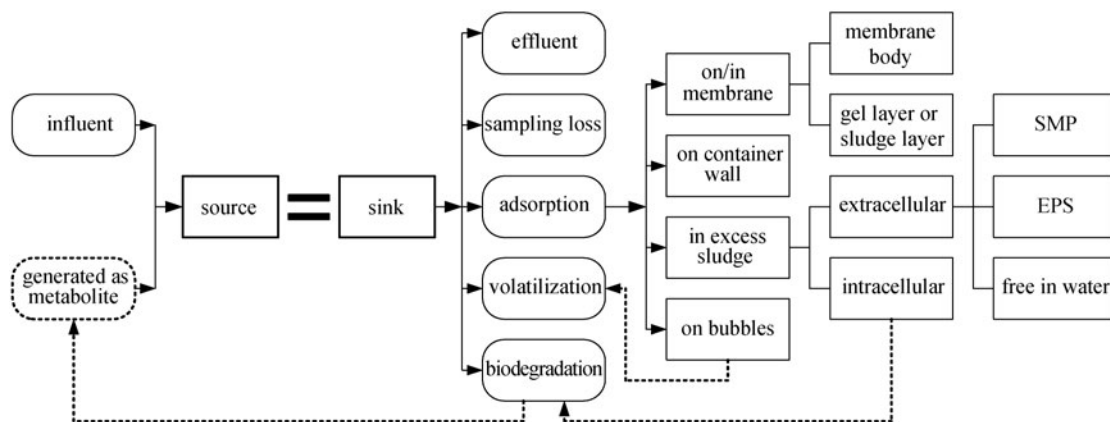 influent
generated as
metabolite
source
sink
effluent
sampling loss
adsorption
volatilization
biodegradation
on/in
membrane
on container
wall
in excess
sludge
on bubbles
membrane
body
gel layer or
sludge layer
extracellular
intracellular
SMP
EPS
free in water